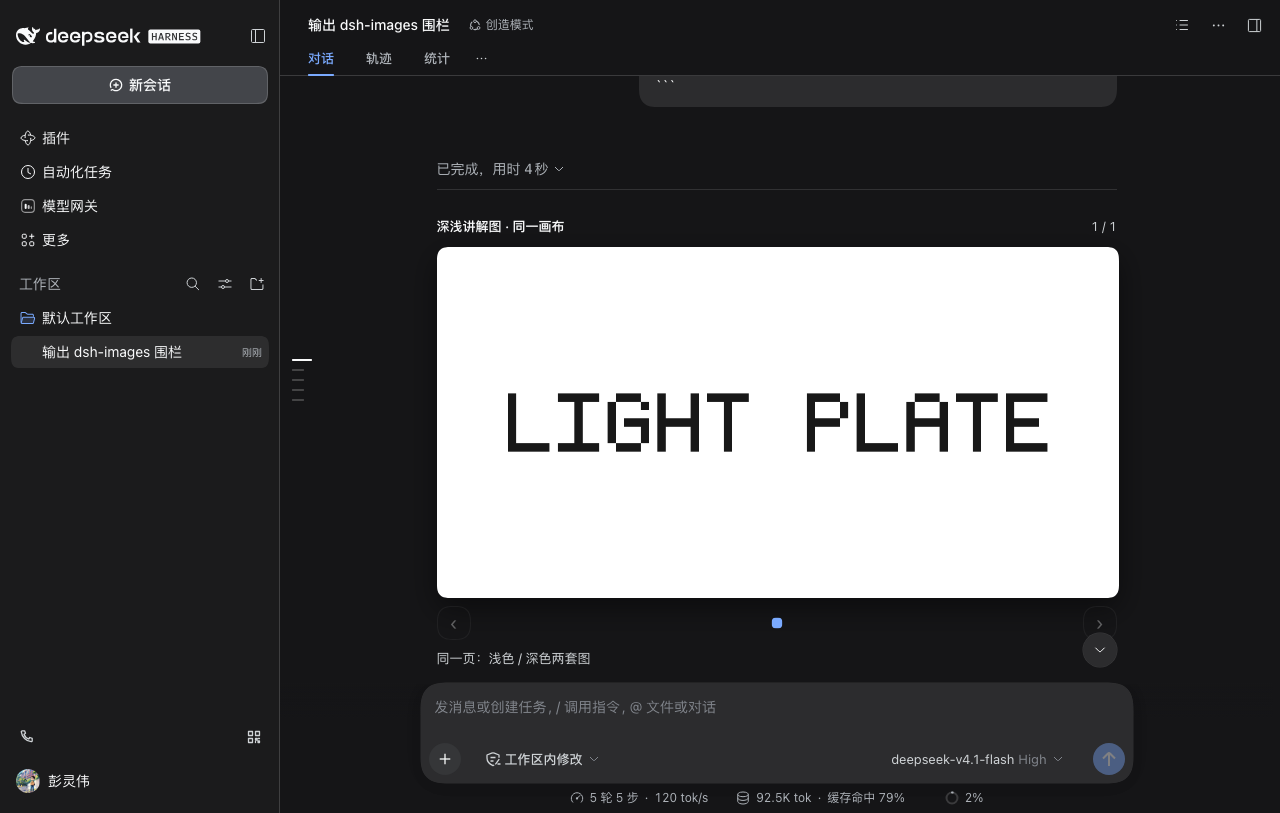 deepseek HARNESS
新会话
插件
自动化任务
模型网关
更多
工作区
默认工作区
输出 dsh-images 围栏 刚刚
彭灵伟
输出 dsh-images 围栏 创造模式
对话 轨迹 统计 ···
```
已完成，用时 4秒
深浅讲解图 · 同一画布 1 / 1
LIGHT PLATE
同一页：浅色 / 深色两套图
发消息或创建任务, / 调用指令, @ 文件或对话
工作区内修改 deepseek-v4.1-flash High
5 轮 5 步 · 120 tok/s 92.5K tok · 缓存命中 79% 2%